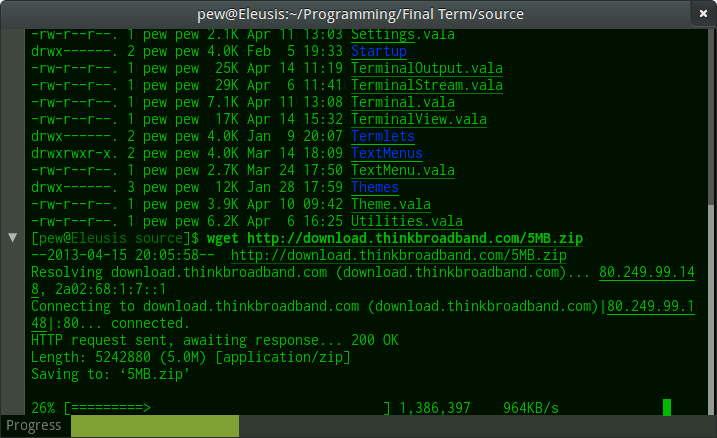 pew@Eleusis:~/Programming/Final Term/source
-rw-r--r--. 1 pew pew 2.1K Apr 11 13:03 Settings.vala
drwx------. 2 pew pew 4.0K Feb  5 19:33 Startup
-rw-r--r--. 1 pew pew  25K Apr 14 11:19 TerminalOutput.vala
-rw-r--r--. 1 pew pew  29K Apr  6 11:41 TerminalStream.vala
-rw-r--r--. 1 pew pew 7.1K Apr 11 13:08 Terminal.vala
-rw-r--r--. 1 pew pew  17K Apr 14 15:32 TerminalView.vala
drwx------. 2 pew pew 4.0K Jan  9 20:07 Termlets
drwxrwxr-x. 2 pew pew 4.0K Mar 14 18:09 TextMenus
-rw-r--r--. 1 pew pew 2.7K Mar 24 17:50 TextMenu.vala
drwx------. 3 pew pew  12K Jan 28 17:59 Themes
-rw-r--r--. 1 pew pew 3.9K Apr 10 09:42 Theme.vala
-rw-r--r--. 1 pew pew 6.2K Apr  6 16:25 Utilities.vala
[pew@Eleusis source]$ wget http://download.thinkbroadband.com/5MB.zip
--2013-04-15 20:05:58--  http://download.thinkbroadband.com/5MB.zip
Resolving download.thinkbroadband.com (download.thinkbroadband.com)... 80.249.99.14
8, 2a02:68:1:7::1
Connecting to download.thinkbroadband.com (download.thinkbroadband.com)|80.249.99.1
48|:80... connected.
HTTP request sent, awaiting response... 200 OK
Length: 5242880 (5.0M) [application/zip]
Saving to: ‘5MB.zip’
26% [=========>                             ] 1,386,397    964KB/s
Progress